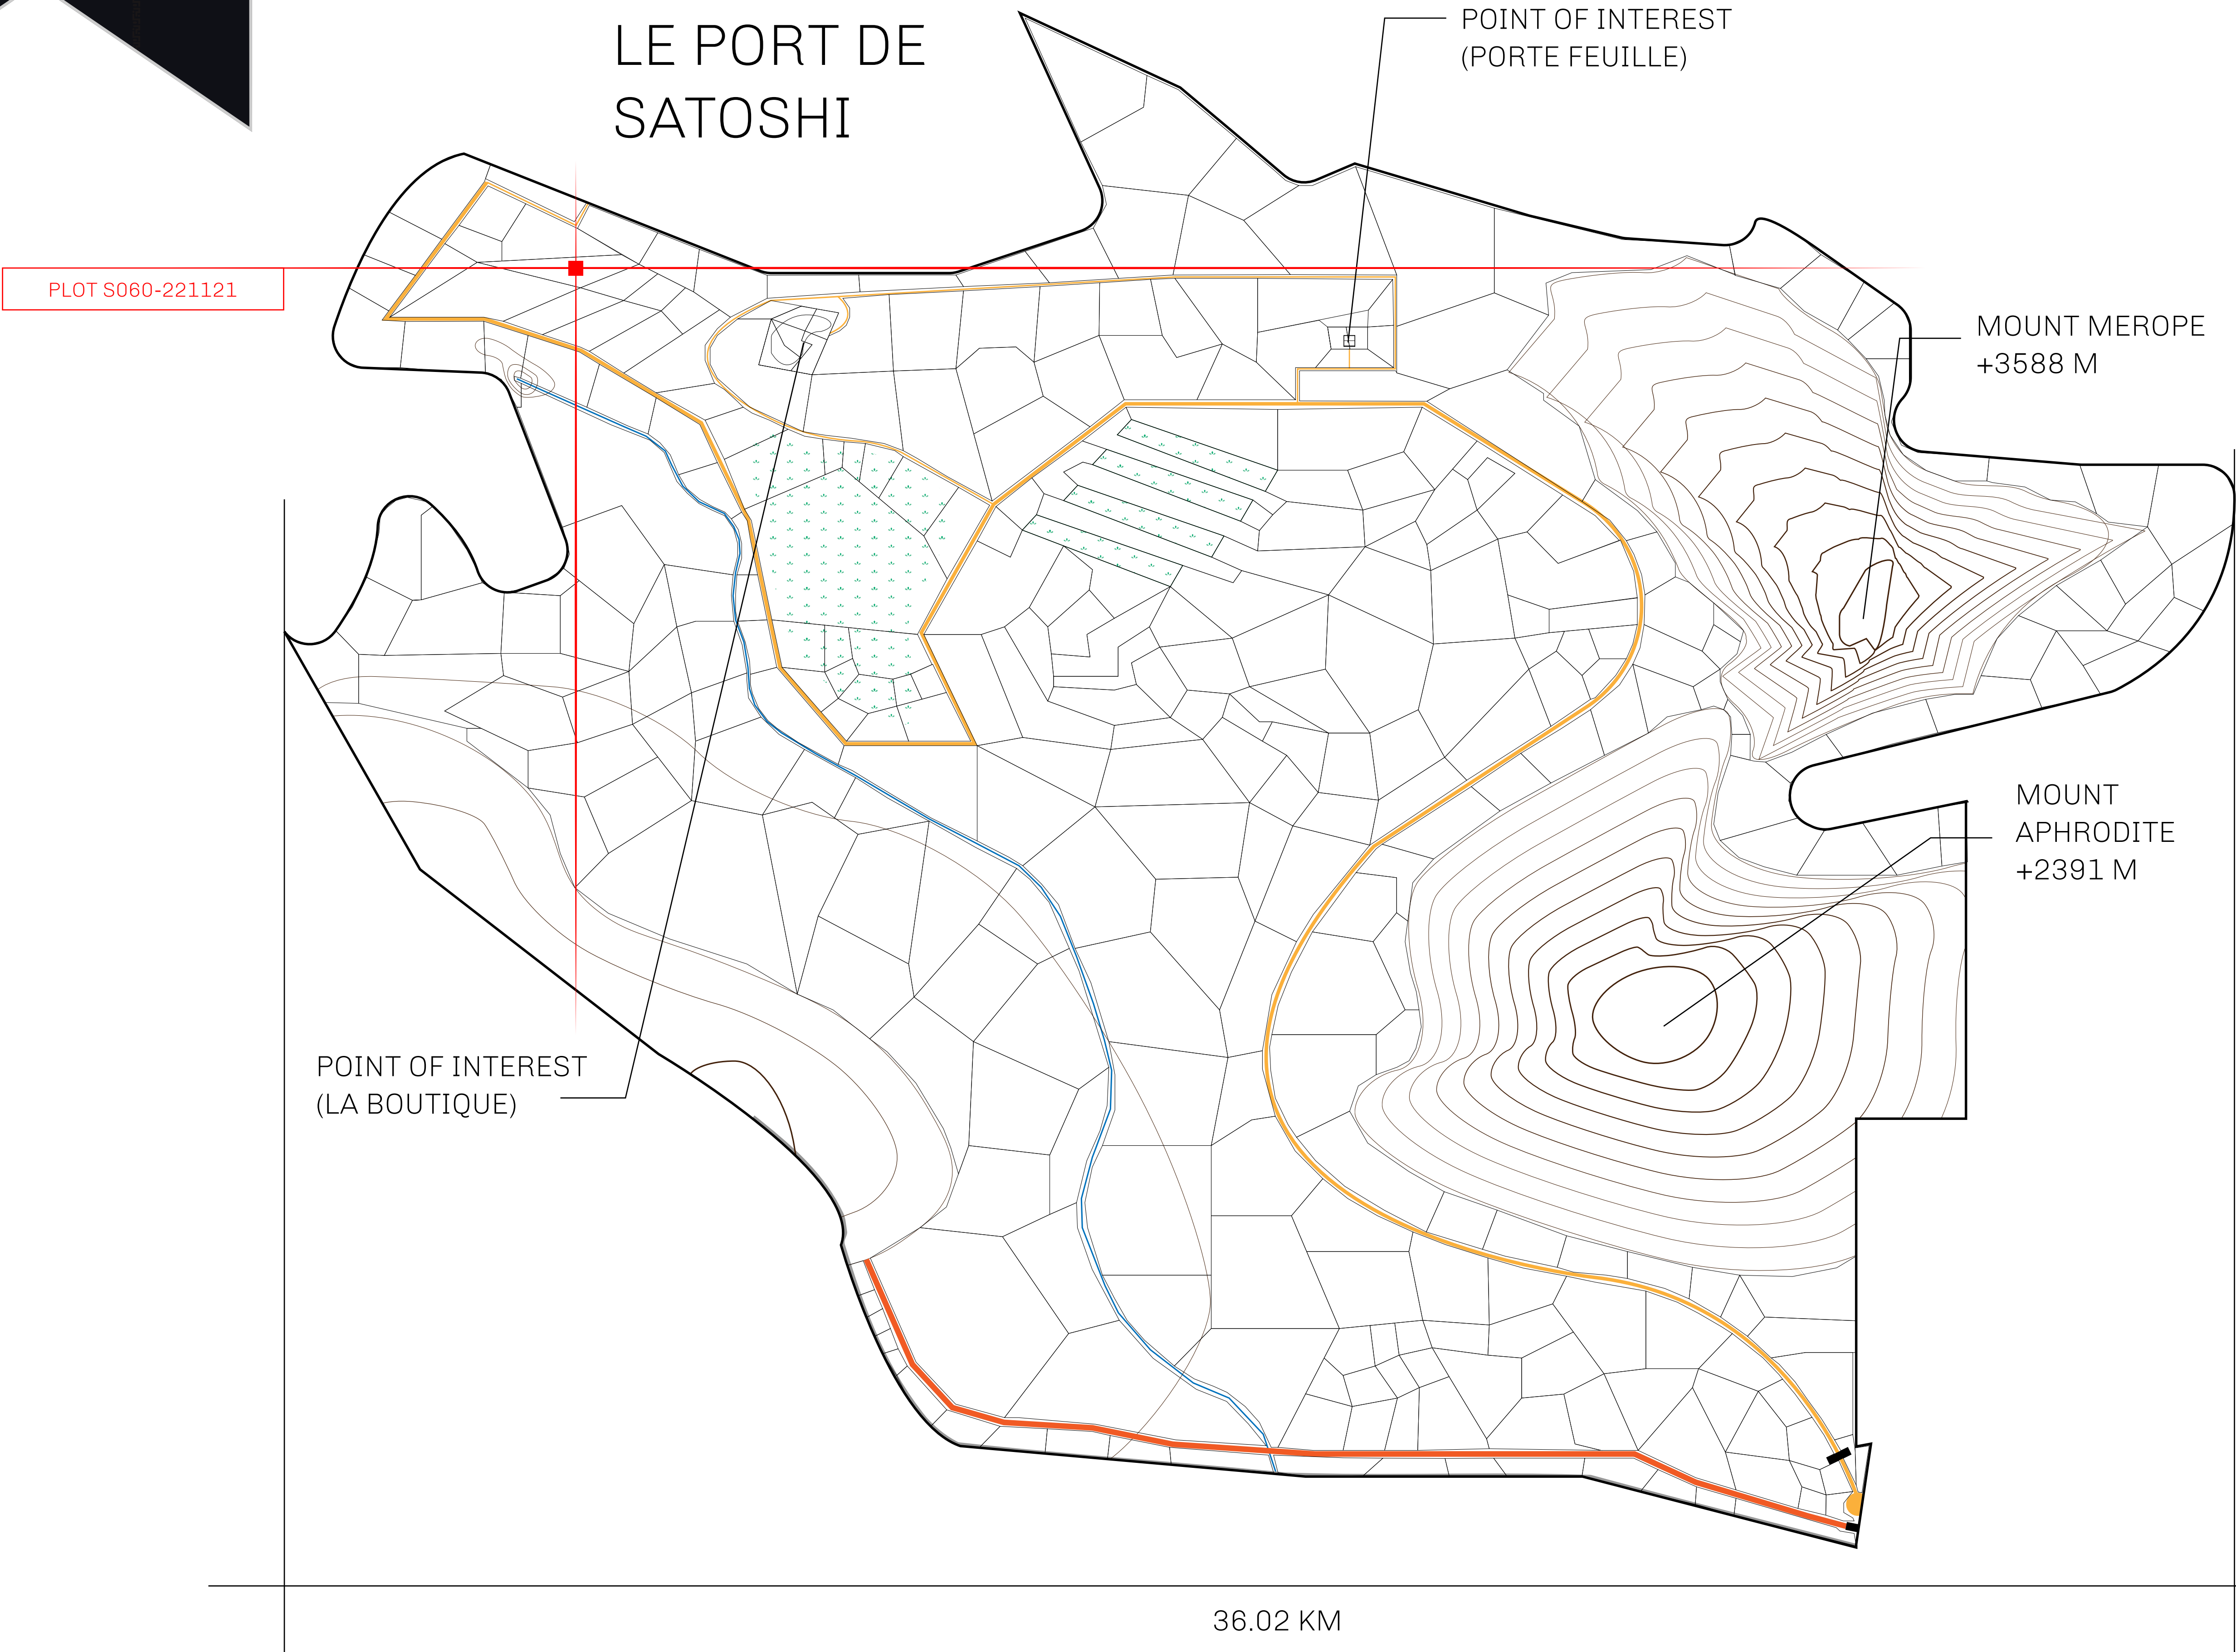 LE PORT DE
SATOSHI
POINT OF INTEREST
(PORTE FEUILLE)
PLOT S060-221121
MOUNT MEROPE
+3588 M
MOUNT
APHRODITE
+2391 M
POINT OF INTEREST
(LA BOUTIQUE)
36.02 KM